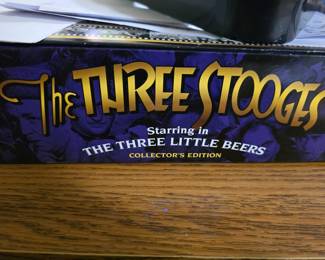 The THREE STOOGES
Starring in
THE THREE LITTLE BEERS
COLLECTOR'S EDITION